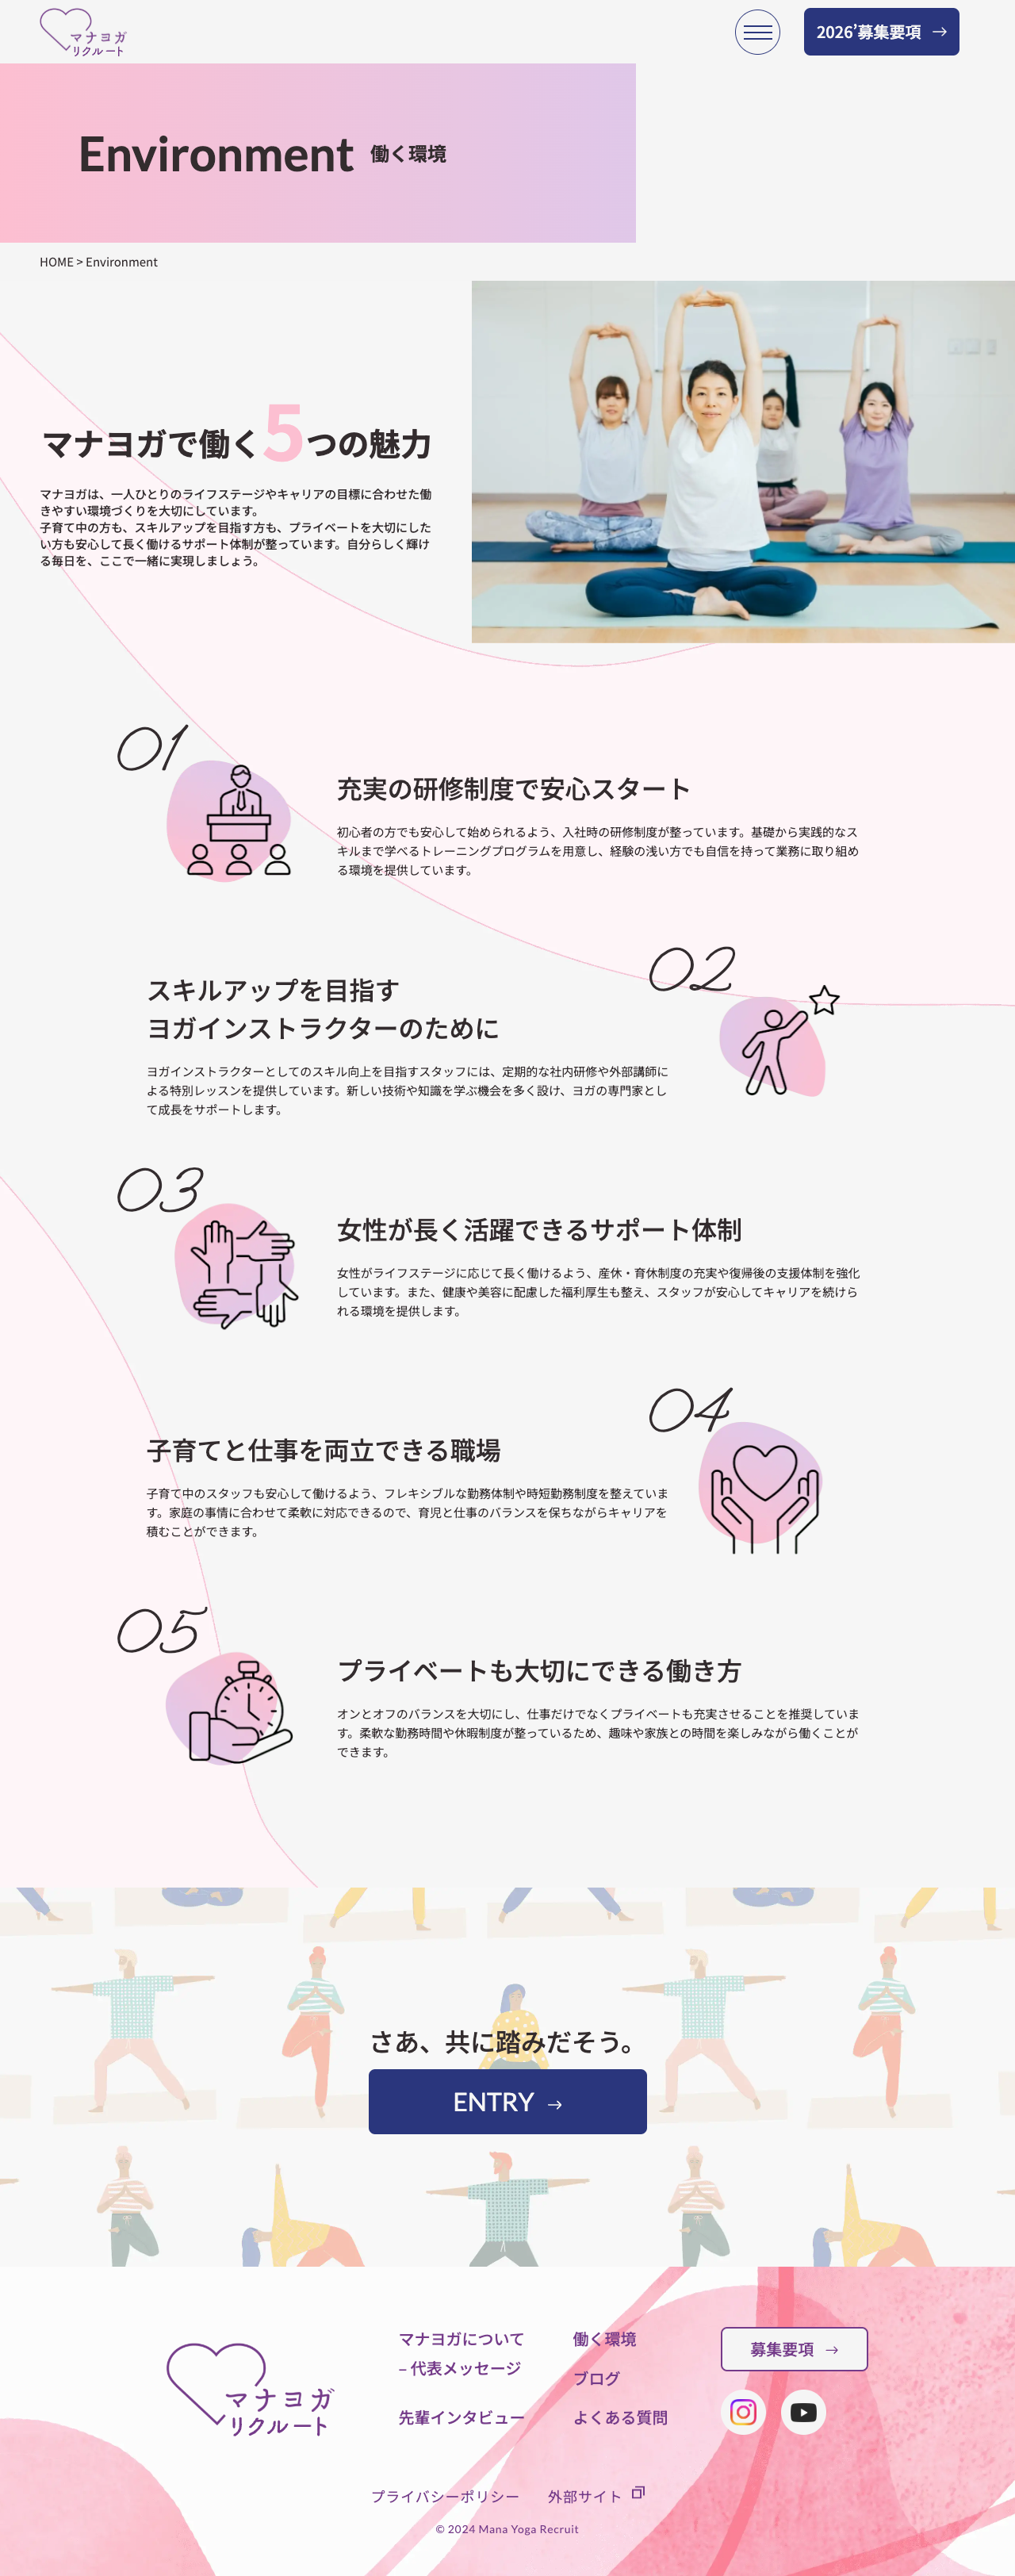 マナヨガ
リクルート
2026’募集要項
Environment 働く環境
HOME > Environment
マナヨガで働く5つの魅力
マナヨガは、一人ひとりのライフステージやキャリアの目標に合わせた働
きやすい環境づくりを大切にしています。
子育て中の方も、スキルアップを目指す方も、プライベートを大切にした
い方も安心して長く働けるサポート体制が整っています。自分らしく輝け
る毎日を、ここで一緒に実現しましょう。
01
充実の研修制度で安心スタート
初心者の方でも安心して始められるよう、入社時の研修制度が整っています。基礎から実践的なス
キルまで学べるトレーニングプログラムを用意し、経験の浅い方でも自信を持って業務に取り組め
る環境を提供しています。
02
スキルアップを目指す
ヨガインストラクターのために
ヨガインストラクターとしてのスキル向上を目指すスタッフには、定期的な社内研修や外部講師に
よる特別レッスンを提供しています。新しい技術や知識を学ぶ機会を多く設け、ヨガの専門家とし
て成長をサポートします。
03
女性が長く活躍できるサポート体制
女性がライフステージに応じて長く働けるよう、産休・育休制度の充実や復帰後の支援体制を強化
しています。また、健康や美容に配慮した福利厚生も整え、スタッフが安心してキャリアを続けら
れる環境を提供します。
04
子育てと仕事を両立できる職場
子育て中のスタッフも安心して働けるよう、フレキシブルな勤務体制や時短勤務制度を整えていま
す。家庭の事情に合わせて柔軟に対応できるので、育児と仕事のバランスを保ちながらキャリアを
積むことができます。
05
プライベートも大切にできる働き方
オンとオフのバランスを大切にし、仕事だけでなくプライベートも充実させることを推奨していま
す。柔軟な勤務時間や休暇制度が整っているため、趣味や家族との時間を楽しみながら働くことが
できます。
さあ、共に踏みだそう。
ENTRY
マナヨガ
リクルート
マナヨガについて
– 代表メッセージ
先輩インタビュー
働く環境
ブログ
よくある質問
募集要項
プライバシーポリシー 外部サイト
© 2024 Mana Yoga Recruit